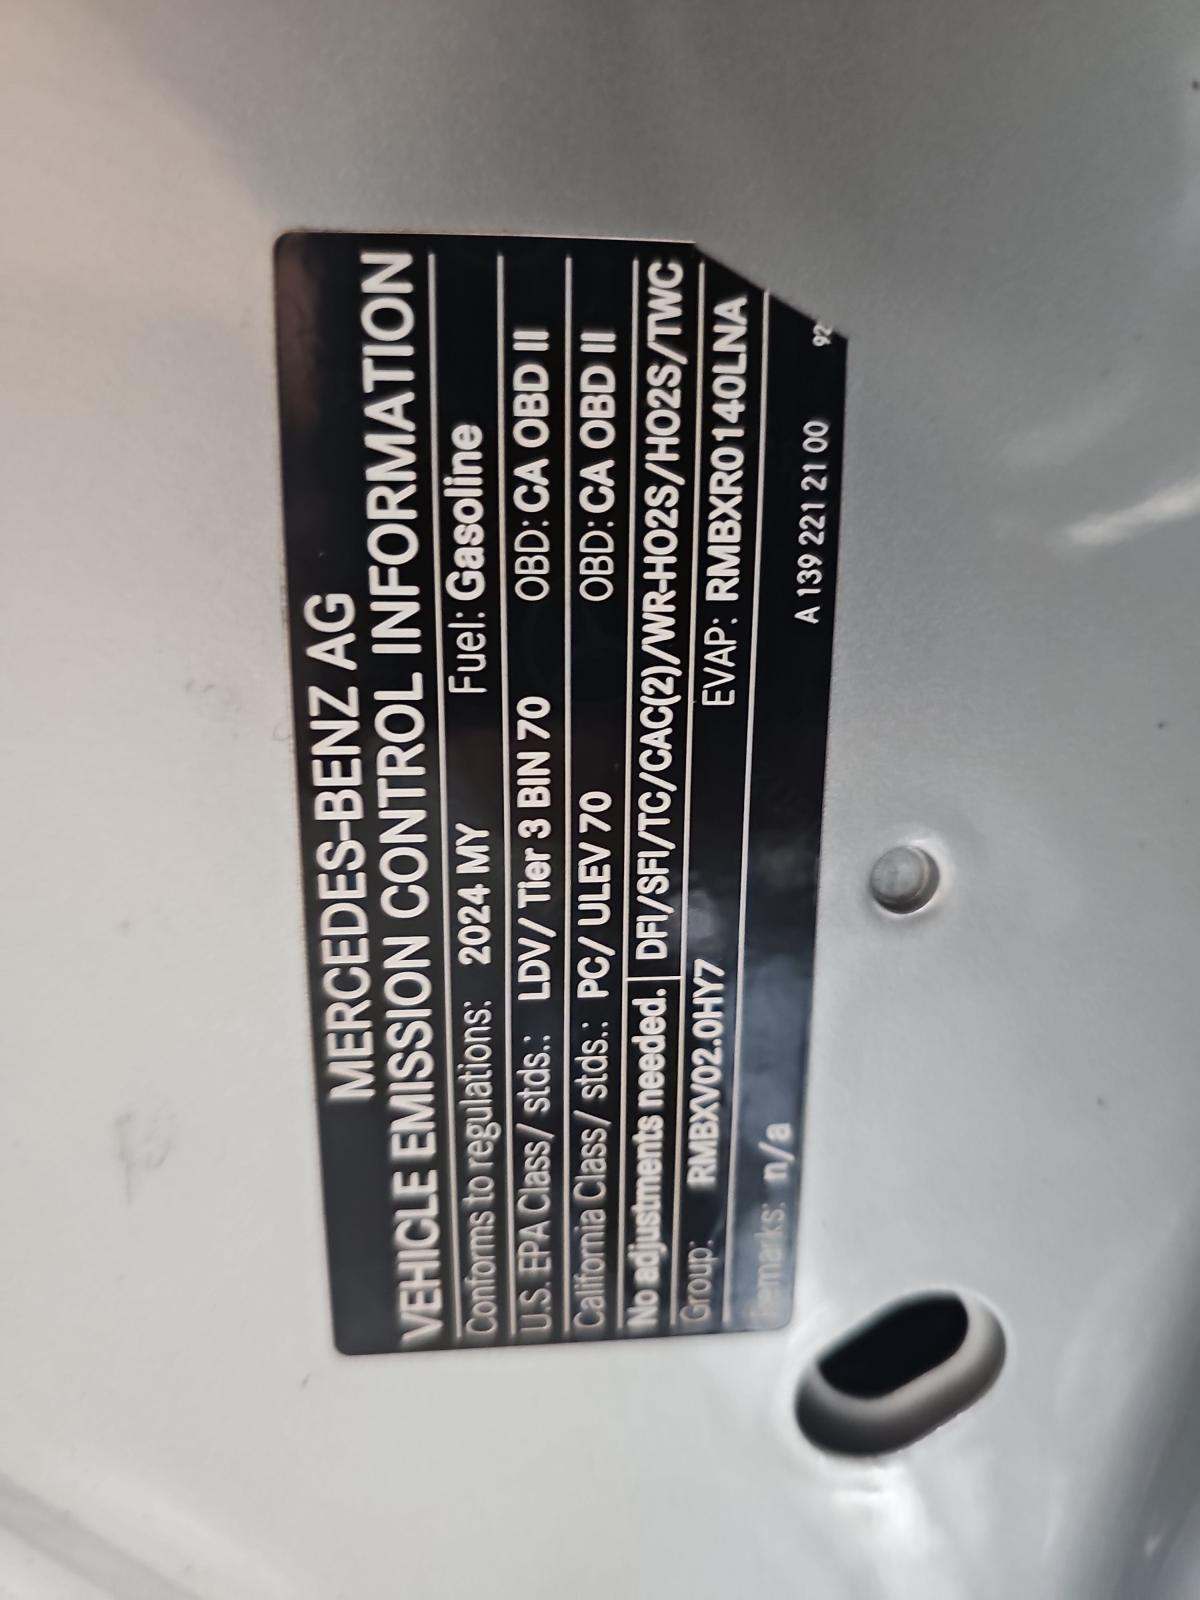 MERCEDES-BENZ AG
VEHICLE EMISSION CONTROL INFORMATION
Conforms to regulations: 2024 MY Fuel: Gasoline
U.S. EPA Class/ stds.: LDV/ Tier 3 BIN 70 OBD: CA OBD II
California Class/ stds.: PC/ ULEV 70 OBD: CA OBD II
No adjustments needed. DFI/SFI/TC/CAC(2)/WR-HO2S/HO2S/TWC
Group: RMBXV02.0HY7 EVAP: RMBXR0140LNA
Remarks: n/a
A 139 221 21 00